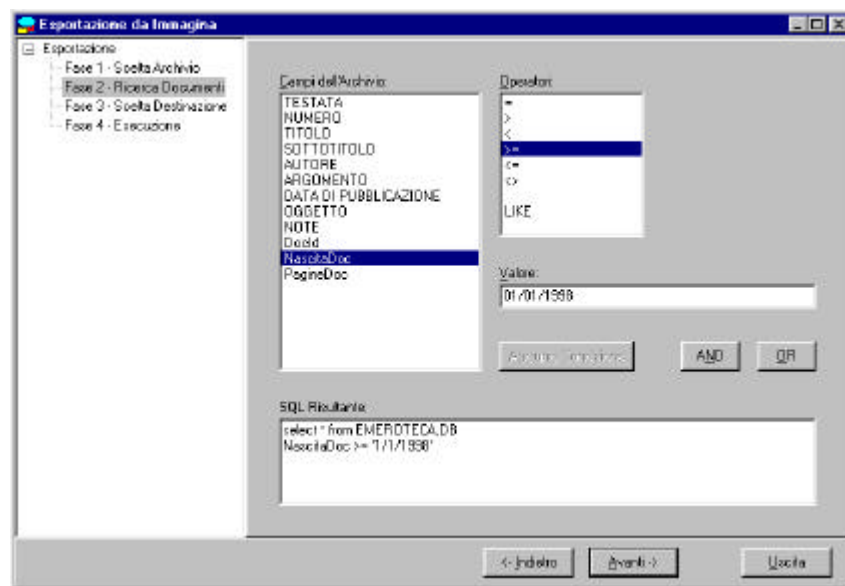 Esportazione da Immagina
Esportazione
Fase 1 - Scelta Archivio
Fase 2 - Ricerca Documenti
Fase 3 - Scelta Destinazione
Fase 4 - Esecuzione
Campi dell'Archivio:
TESTATA
NUMERO
TITOLO
SOTTOTITOLO
AUTORE
ARGOMENTO
DATA DI PUBBLICAZIONE
OGGETTO
NOTE
DocId
NascitaDoc
PagineDoc
Operatori:
=
>
<
>=
<=
<>
LIKE
Valore:
01/01/1998
AND
OR
SQL Risultante:
select * from EMEROTECA.DB
NascitaDoc >= '1/1/1998'
<- Indietro
Avanti ->
Uscita